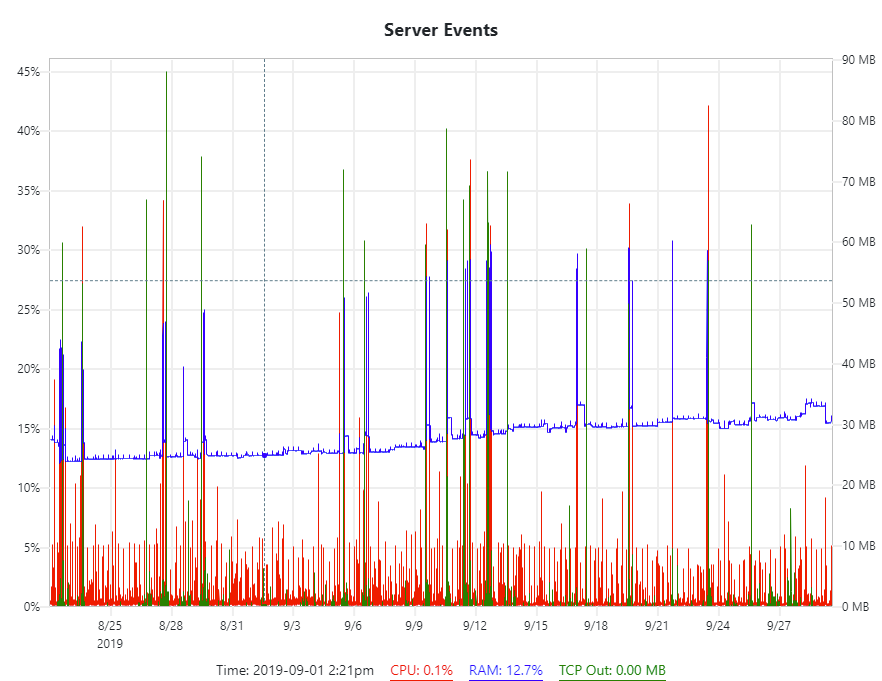 Server Events
45%
40%
35%
30%
25%
20%
15%
10%
5%
0%
90 MB
80 MB
70 MB
60 MB
50 MB
40 MB
30 MB
20 MB
10 MB
0 MB
8/25 8/28 8/31 9/3 9/6 9/9 9/12 9/15 9/18 9/21 9/24 9/27
2019
Time: 2019-09-01 2:21pm CPU: 0.1% RAM: 12.7% TCP Out: 0.00 MB